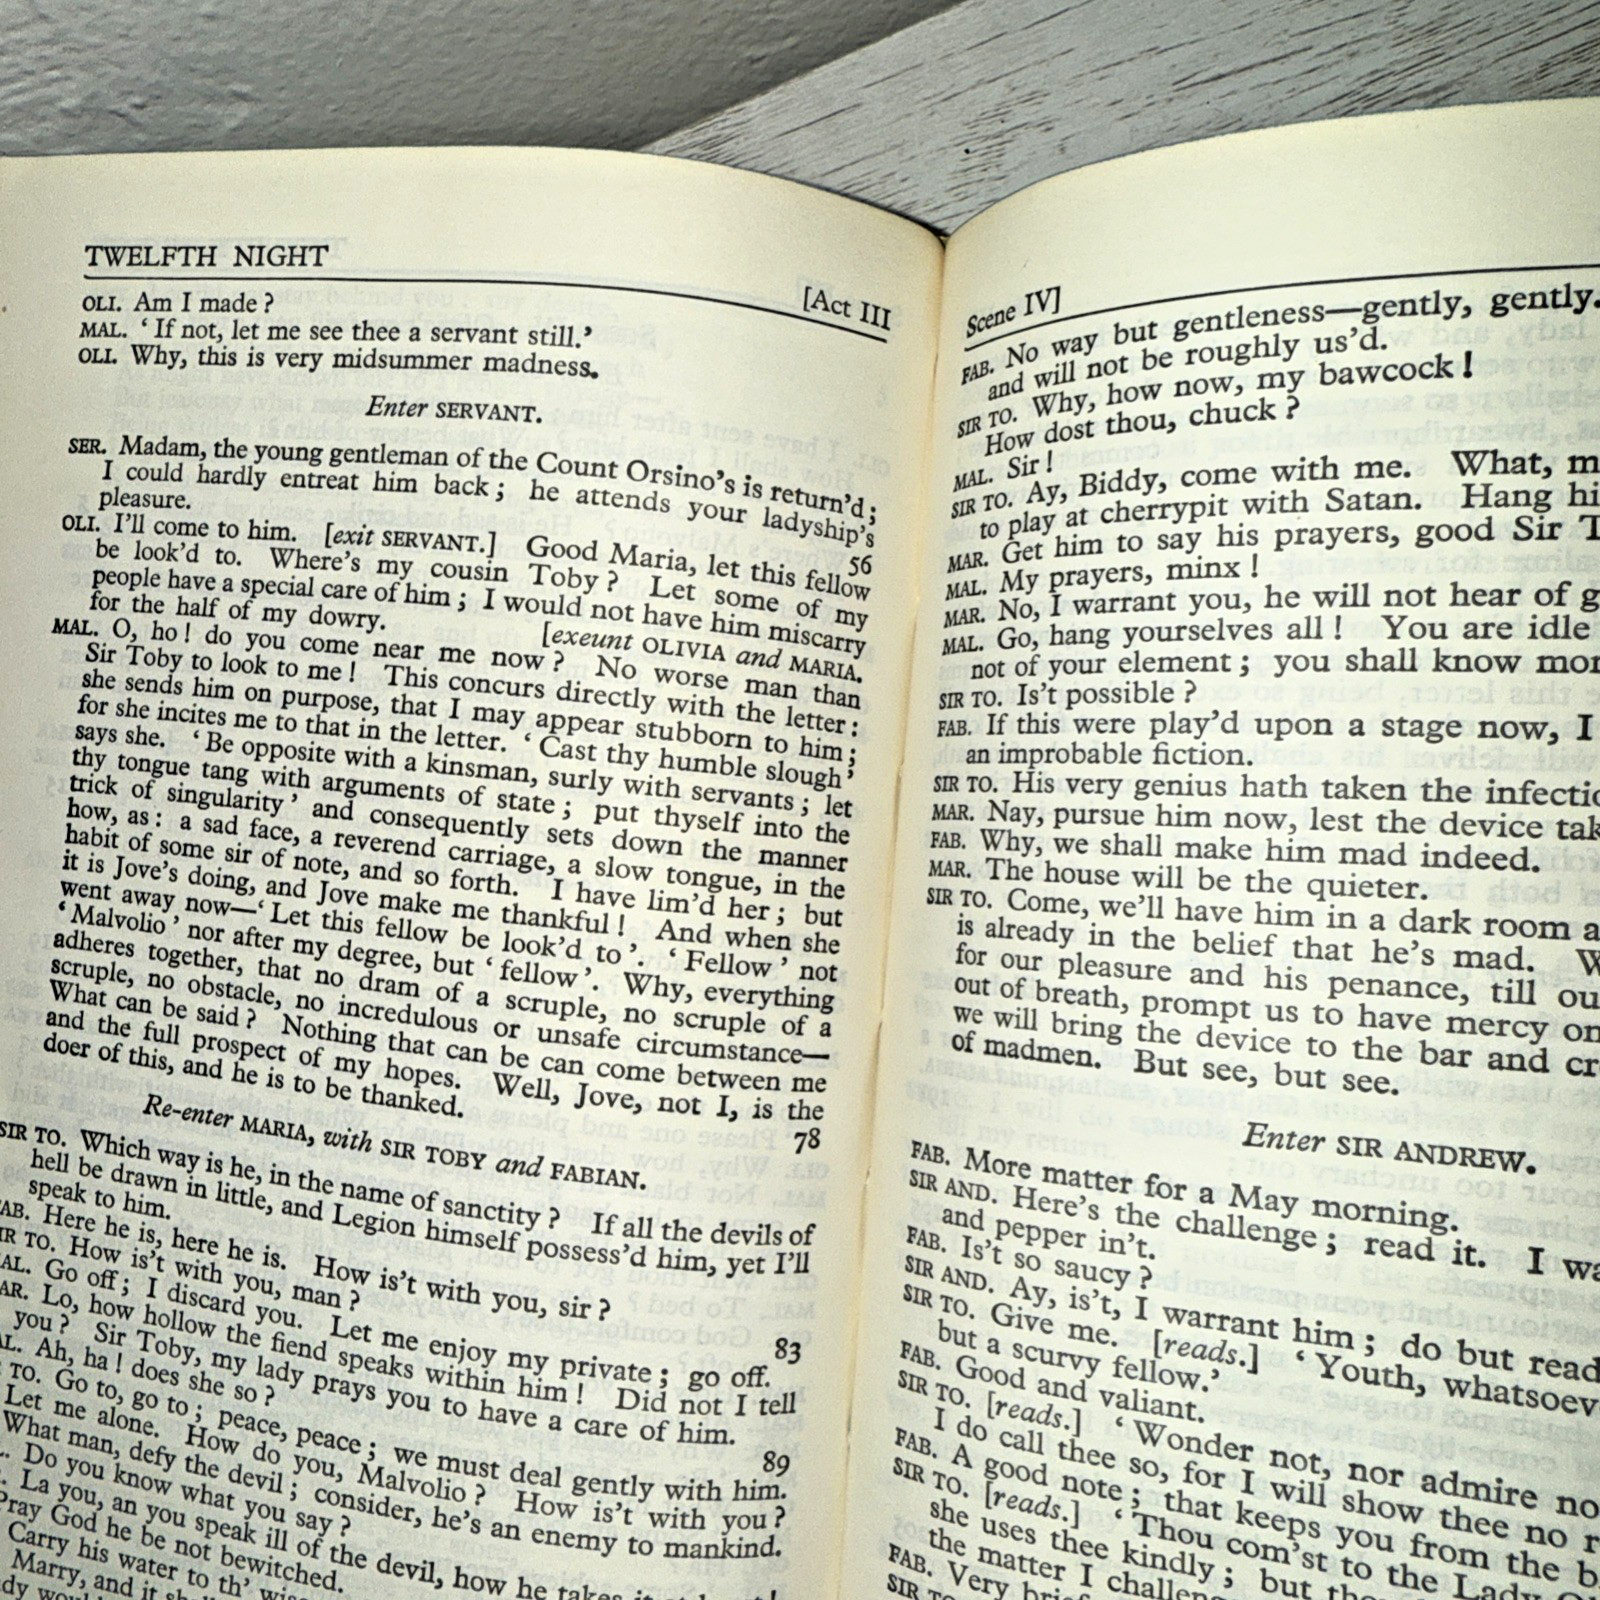 TWELFTH NIGHT
[Act III
OLI. Am I made ?
MAL. ‘ If not, let me see thee a servant still.’
OLI. Why, this is very midsummer madness.
Enter SERVANT.
SER. Madam, the young gentleman of the Count Orsino’s is return’d ;
I could hardly entreat him back ; he attends your ladyship’s
pleasure.
56
OLI. I’ll come to him. [exit SERVANT.] Good Maria, let this fellow
be look’d to. Where’s my cousin Toby ? Let some of my
people have a special care of him ; I would not have him miscarry
for the half of my dowry. [exeunt OLIVIA and MARIA.
MAL. O, ho ! do you come near me now ? No worse man than
Sir Toby to look to me ! This concurs directly with the letter :
she sends him on purpose, that I may appear stubborn to him ;
for she incites me to that in the letter. ‘ Cast thy humble slough ’
says she. ‘ Be opposite with a kinsman, surly with servants ; let
thy tongue tang with arguments of state ; put thyself into the
trick of singularity ’ and consequently sets down the manner
how, as : a sad face, a reverend carriage, a slow tongue, in the
habit of some sir of note, and so forth. I have lim’d her ; but
it is Jove’s doing, and Jove make me thankful ! And when she
went away now—‘ Let this fellow be look’d to ’. ‘ Fellow ’ not
‘ Malvolio ’ nor after my degree, but ‘ fellow ’. Why, everything
adheres together, that no dram of a scruple, no scruple of a
scruple, no obstacle, no incredulous or unsafe circumstance—
What can be said ? Nothing that can be can come between me
and the full prospect of my hopes. Well, Jove, not I, is the
doer of this, and he is to be thanked.
78
Re-enter MARIA, with SIR TOBY and FABIAN.
SIR TO. Which way is he, in the name of sanctity ? If all the devils of
hell be drawn in little, and Legion himself possess’d him, yet I’ll
speak to him.
AB. Here he is, here he is. How is’t with you, sir ?
IR TO. How is’t with you, man ?
83
AL. Go off ; I discard you. Let me enjoy my private ; go off.
AR. Lo, how hollow the fiend speaks within him ! Did not I tell
you ? Sir Toby, my lady prays you to have a care of him.
L. Ah, ha ! does she so ?
89
TO. Go to, go to ; peace, peace ; we must deal gently with him.
Let me alone. How do you, Malvolio ? How is’t with you ?
What man, defy the devil ; consider, he’s an enemy to mankind.
L. Do you know what you say ?
La you, an you speak ill of the devil, how he takes it at heart !
Pray God he be not bewitched.
Carry his water to th’ wise
Marry, and it shall
Scene IV]
FAB. No way but gentleness—gently, gently.
and will not be roughly us’d.
SIR TO. Why, how now, my bawcock !
How dost thou, chuck ?
MAL. Sir !
SIR TO. Ay, Biddy, come with me. What, m
to play at cherrypit with Satan. Hang hi
MAR. Get him to say his prayers, good Sir T
MAL. My prayers, minx !
MAR. No, I warrant you, he will not hear of g
MAL. Go, hang yourselves all ! You are idle
not of your element ; you shall know mor
SIR TO. Is’t possible ?
FAB. If this were play’d upon a stage now, I
an improbable fiction.
SIR TO. His very genius hath taken the infectio
MAR. Nay, pursue him now, lest the device tak
FAB. Why, we shall make him mad indeed.
MAR. The house will be the quieter.
SIR TO. Come, we’ll have him in a dark room a
is already in the belief that he’s mad. W
for our pleasure and his penance, till ou
out of breath, prompt us to have mercy on
we will bring the device to the bar and cr
of madmen. But see, but see.
Enter SIR ANDREW.
FAB. More matter for a May morning.
SIR AND. Here’s the challenge ; read it. I wa
and pepper in’t.
FAB. Is’t so saucy ?
SIR AND. Ay, is’t, I warrant him ; do but read
SIR TO. Give me. [reads.] ‘ Youth, whatsoev
but a scurvy fellow.’
FAB. Good and valiant.
SIR TO. [reads.] ‘ Wonder not, nor admire no
I do call thee so, for I will show thee no r
FAB. A good note ; that keeps you from the b
SIR TO. [reads.] ‘ Thou com’st to the Lady
she uses thee kindly ; but
the matter I
FAB. Very
SIR TO